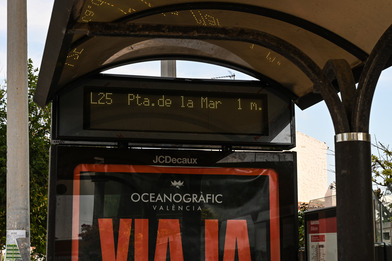 L25 Pta.de la Mar 1 m.
JCDecaux
OCEANOGRÀFIC
VALÈNCIA
VIAJA